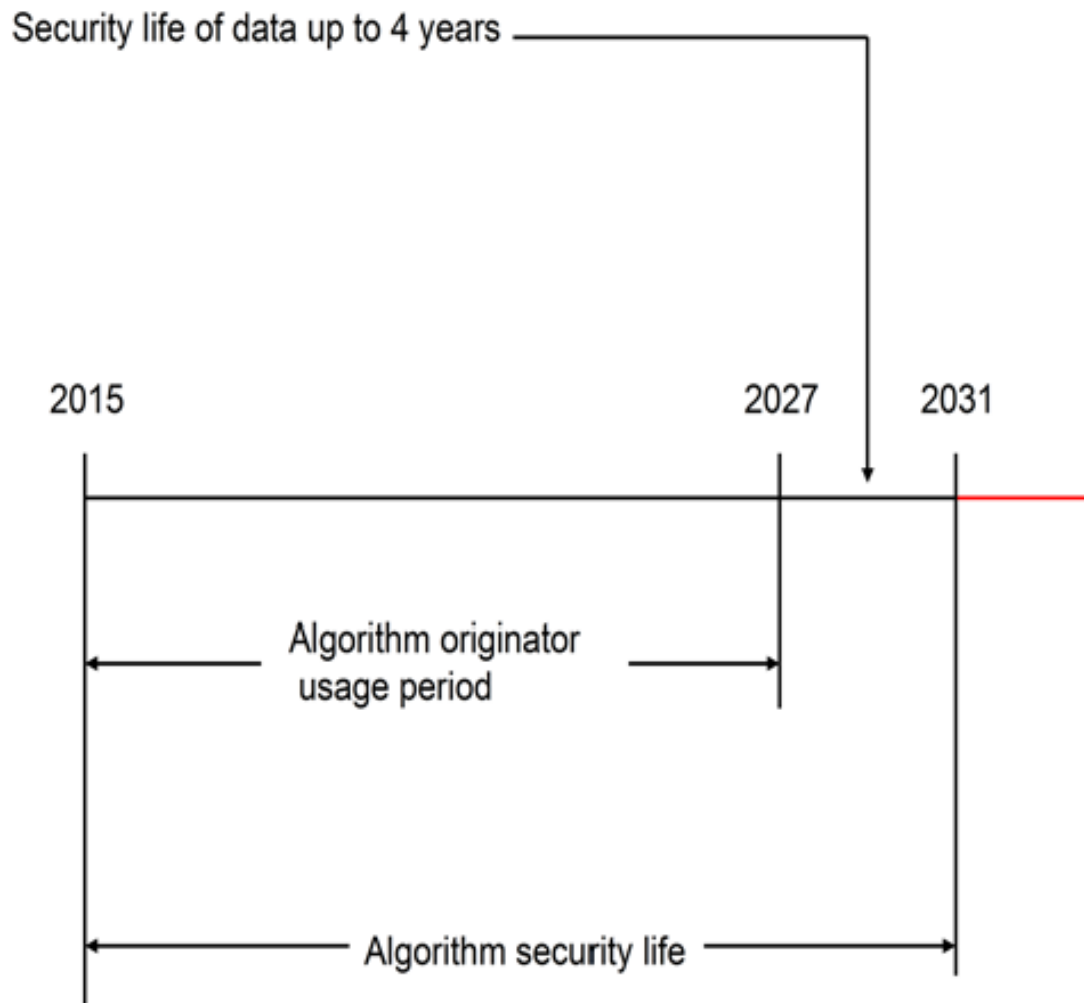 Security life of data up to 4 years
2015
2027
2031
Algorithm originator
usage period
Algorithm security life